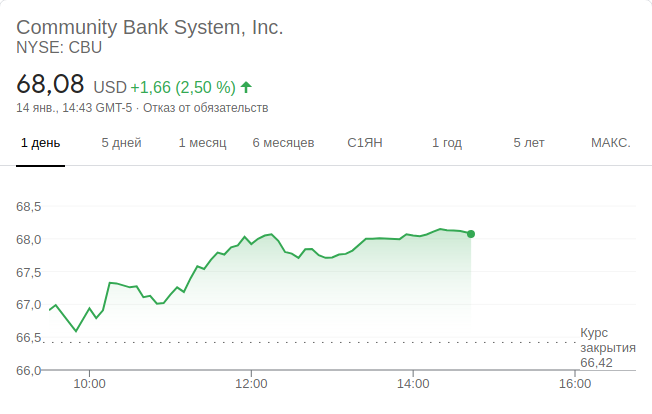 Community Bank System, Inc.
NYSE: CBU
68,08 USD +1,66 (2,50 %)
14 янв., 14:43 GMT-5 · Отказ от обязательств
1 день 5 дней 1 месяц 6 месяцев С1ЯН 1 год 5 лет МАКС.
68,5
68,0
67,5
67,0
66,5
66,0
Курс
закрытия
66,42
10:00 12:00 14:00 16:00